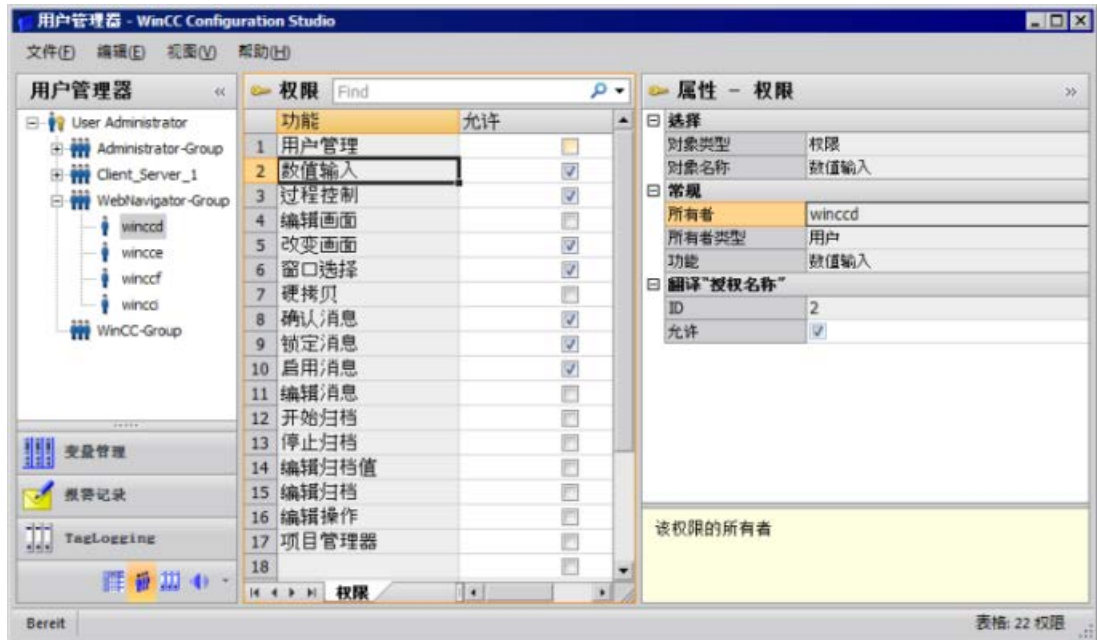 用户管理器 - WinCC Configuration Studio
文件(F) 编辑(E) 视图(V) 帮助(H)
用户管理器 «
User Administrator
Administrator-Group
Client_Server_1
WebNavigator-Group
winccd
wincce
winccf
wincci
WinCC-Group
变量管理
报警记录
TagLogging
权限 Find
功能 允许
1 用户管理
2 数值输入
3 过程控制
4 编辑画面
5 改变画面
6 窗口选择
7 硬拷贝
8 确认消息
9 锁定消息
10 启用消息
11 编辑消息
12 开始归档
13 停止归档
14 编辑归档值
15 编辑归档
16 编辑操作
17 项目管理器
18
权限
属性 - 权限 »
选择
对象类型 权限
对象名称 数值输入
常规
所有者 winccd
所有者类型 用户
功能 数值输入
翻译"授权名称"
ID 2
允许
该权限的所有者
Bereit 表格: 22 权限